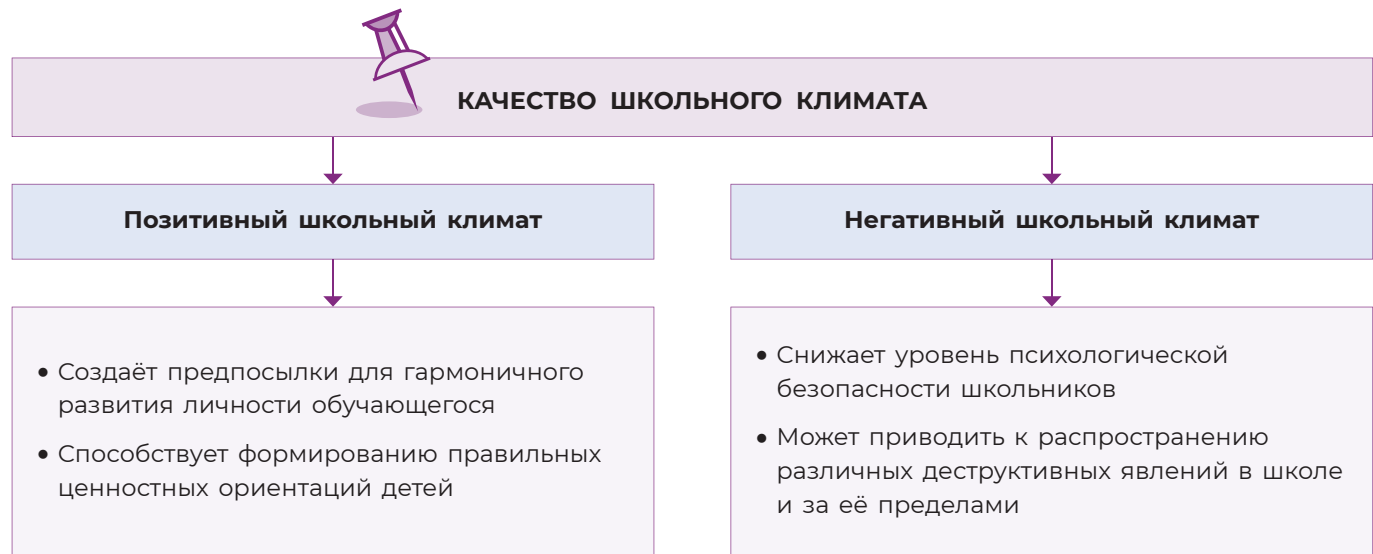 КАЧЕСТВО ШКОЛЬНОГО КЛИМАТА
Позитивный школьный климат
Негативный школьный климат
• Создаёт предпосылки для гармоничного
развития личности обучающегося
• Способствует формированию правильных
ценностных ориентаций детей
• Снижает уровень психологической
безопасности школьников
• Может приводить к распространению
различных деструктивных явлений в школе
и за её пределами